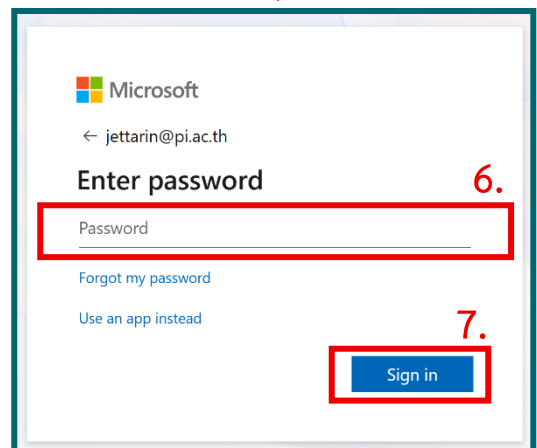 Microsoft
← jettarin@pi.ac.th
Enter password
6.
Password
Forgot my password
Use an app instead
7.
Sign in